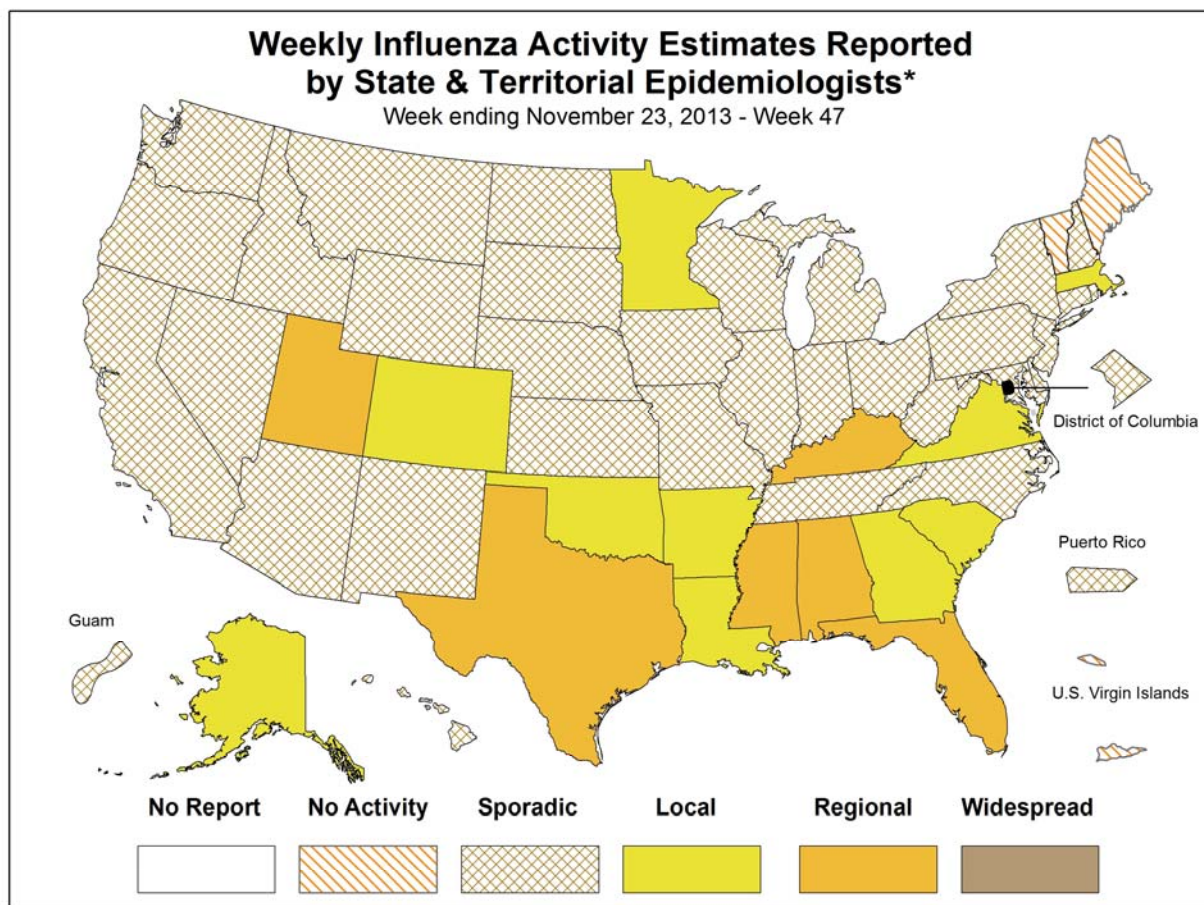 Weekly Influenza Activity Estimates Reported
by State & Territorial Epidemiologists*
Week ending November 23, 2013 - Week 47
District of Columbia
Puerto Rico
Guam
U.S. Virgin Islands
No Report No Activity Sporadic Local Regional Widespread